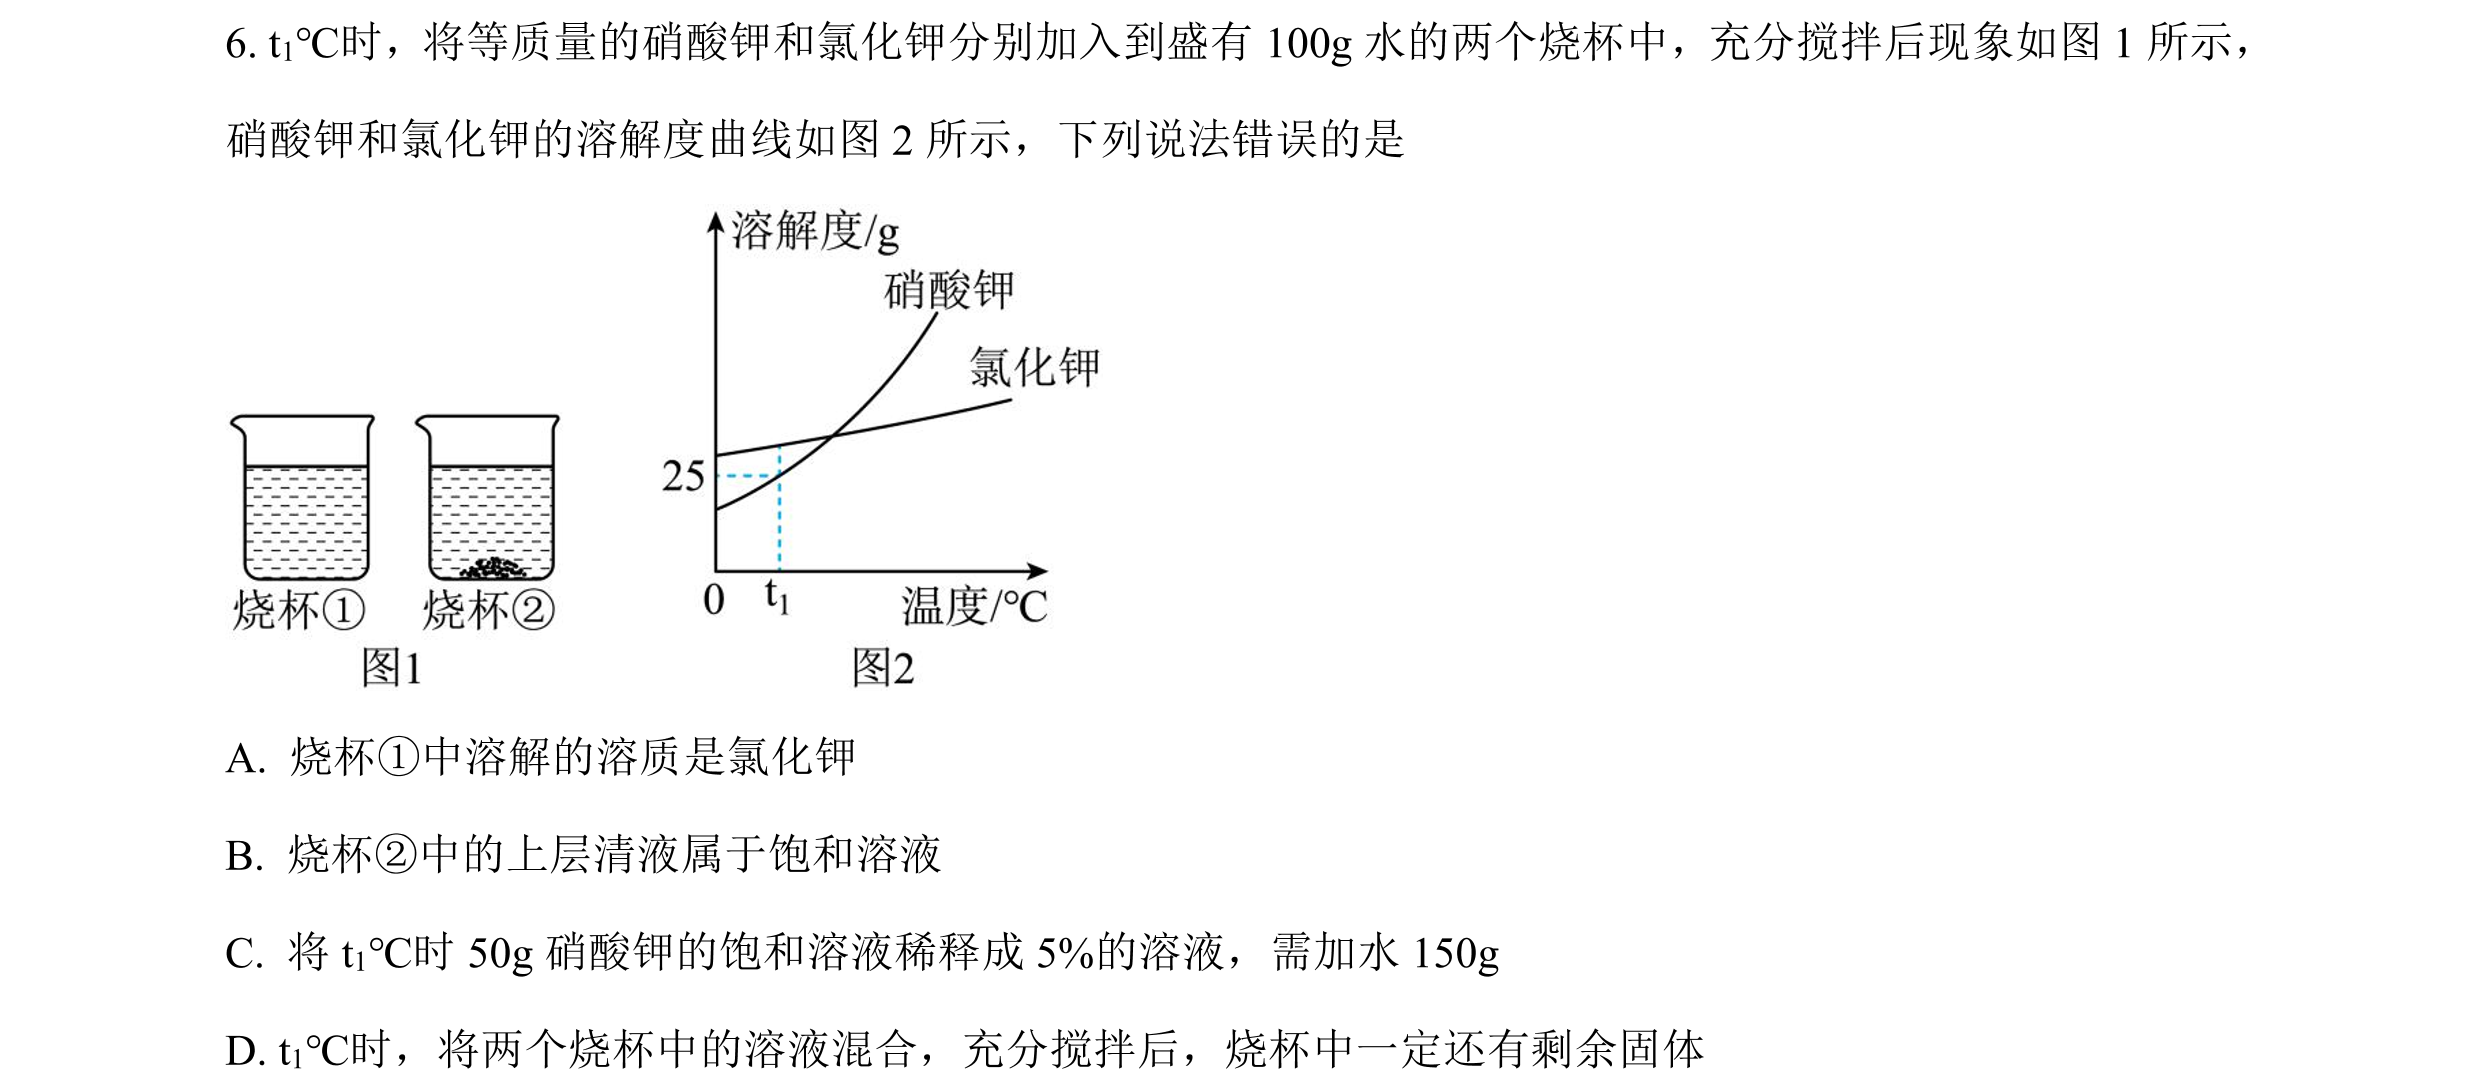 6. t₁℃时，将等质量的硝酸钾和氯化钾分别加入到盛有 100g 水的两个烧杯中，充分搅拌后现象如图 1 所示，
硝酸钾和氯化钾的溶解度曲线如图 2 所示，下列说法错误的是
溶解度/g
硝酸钾
氯化钾
25
0
t₁
温度/℃
烧杯①
烧杯②
图1
图2
A. 烧杯①中溶解的溶质是氯化钾
B. 烧杯②中的上层清液属于饱和溶液
C. 将 t₁℃时 50g 硝酸钾的饱和溶液稀释成 5%的溶液，需加水 150g
D. t₁℃时，将两个烧杯中的溶液混合，充分搅拌后，烧杯中一定还有剩余固体